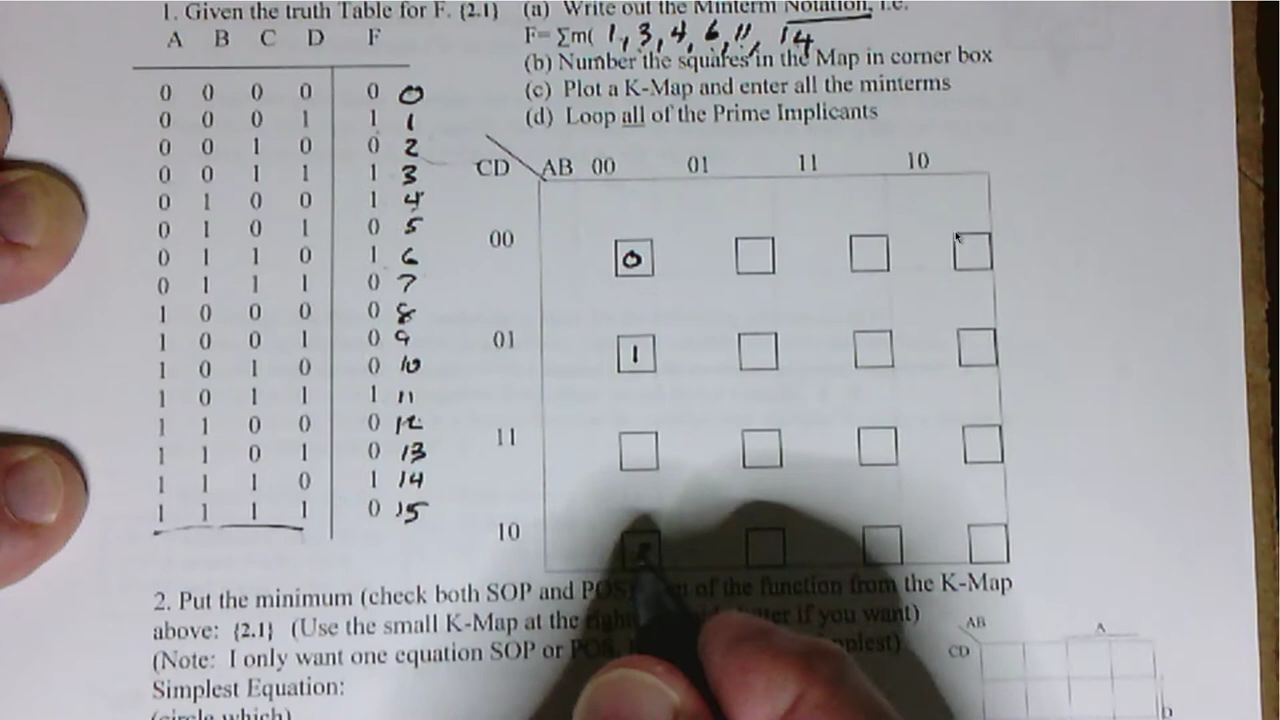 1. Given the truth Table for F. {2.1}
(a) Write out the Minterm Notation, i.e.
F= Σm( 1, 3, 4, 6, 11, 14
(b) Number the squares in the Map in corner box
(c) Plot a K-Map and enter all the minterms
(d) Loop all of the Prime Implicants
A B C D F
0 0 0 0 0 0
0 0 0 1 1 1
0 0 1 0 0 2
0 0 1 1 1 3
0 1 0 0 1 4
0 1 0 1 0 5
0 1 1 0 1 6
0 1 1 1 0 7
1 0 0 0 0 8
1 0 0 1 0 9
1 0 1 0 0 10
1 0 1 1 1 11
1 1 0 0 0 12
1 1 0 1 0 13
1 1 1 0 1 14
1 1 1 1 0 15
CD AB 00 01 11 10
00 0
01 1
11
10
2. Put the minimum (check both SOP and POS) of the function from the K-Map
above: {2.1} (Use the small K-Map at the if you want)
(Note: I only want one equation SOP or POS,
Simplest Equation:
(circle which)
AB A
CD
D